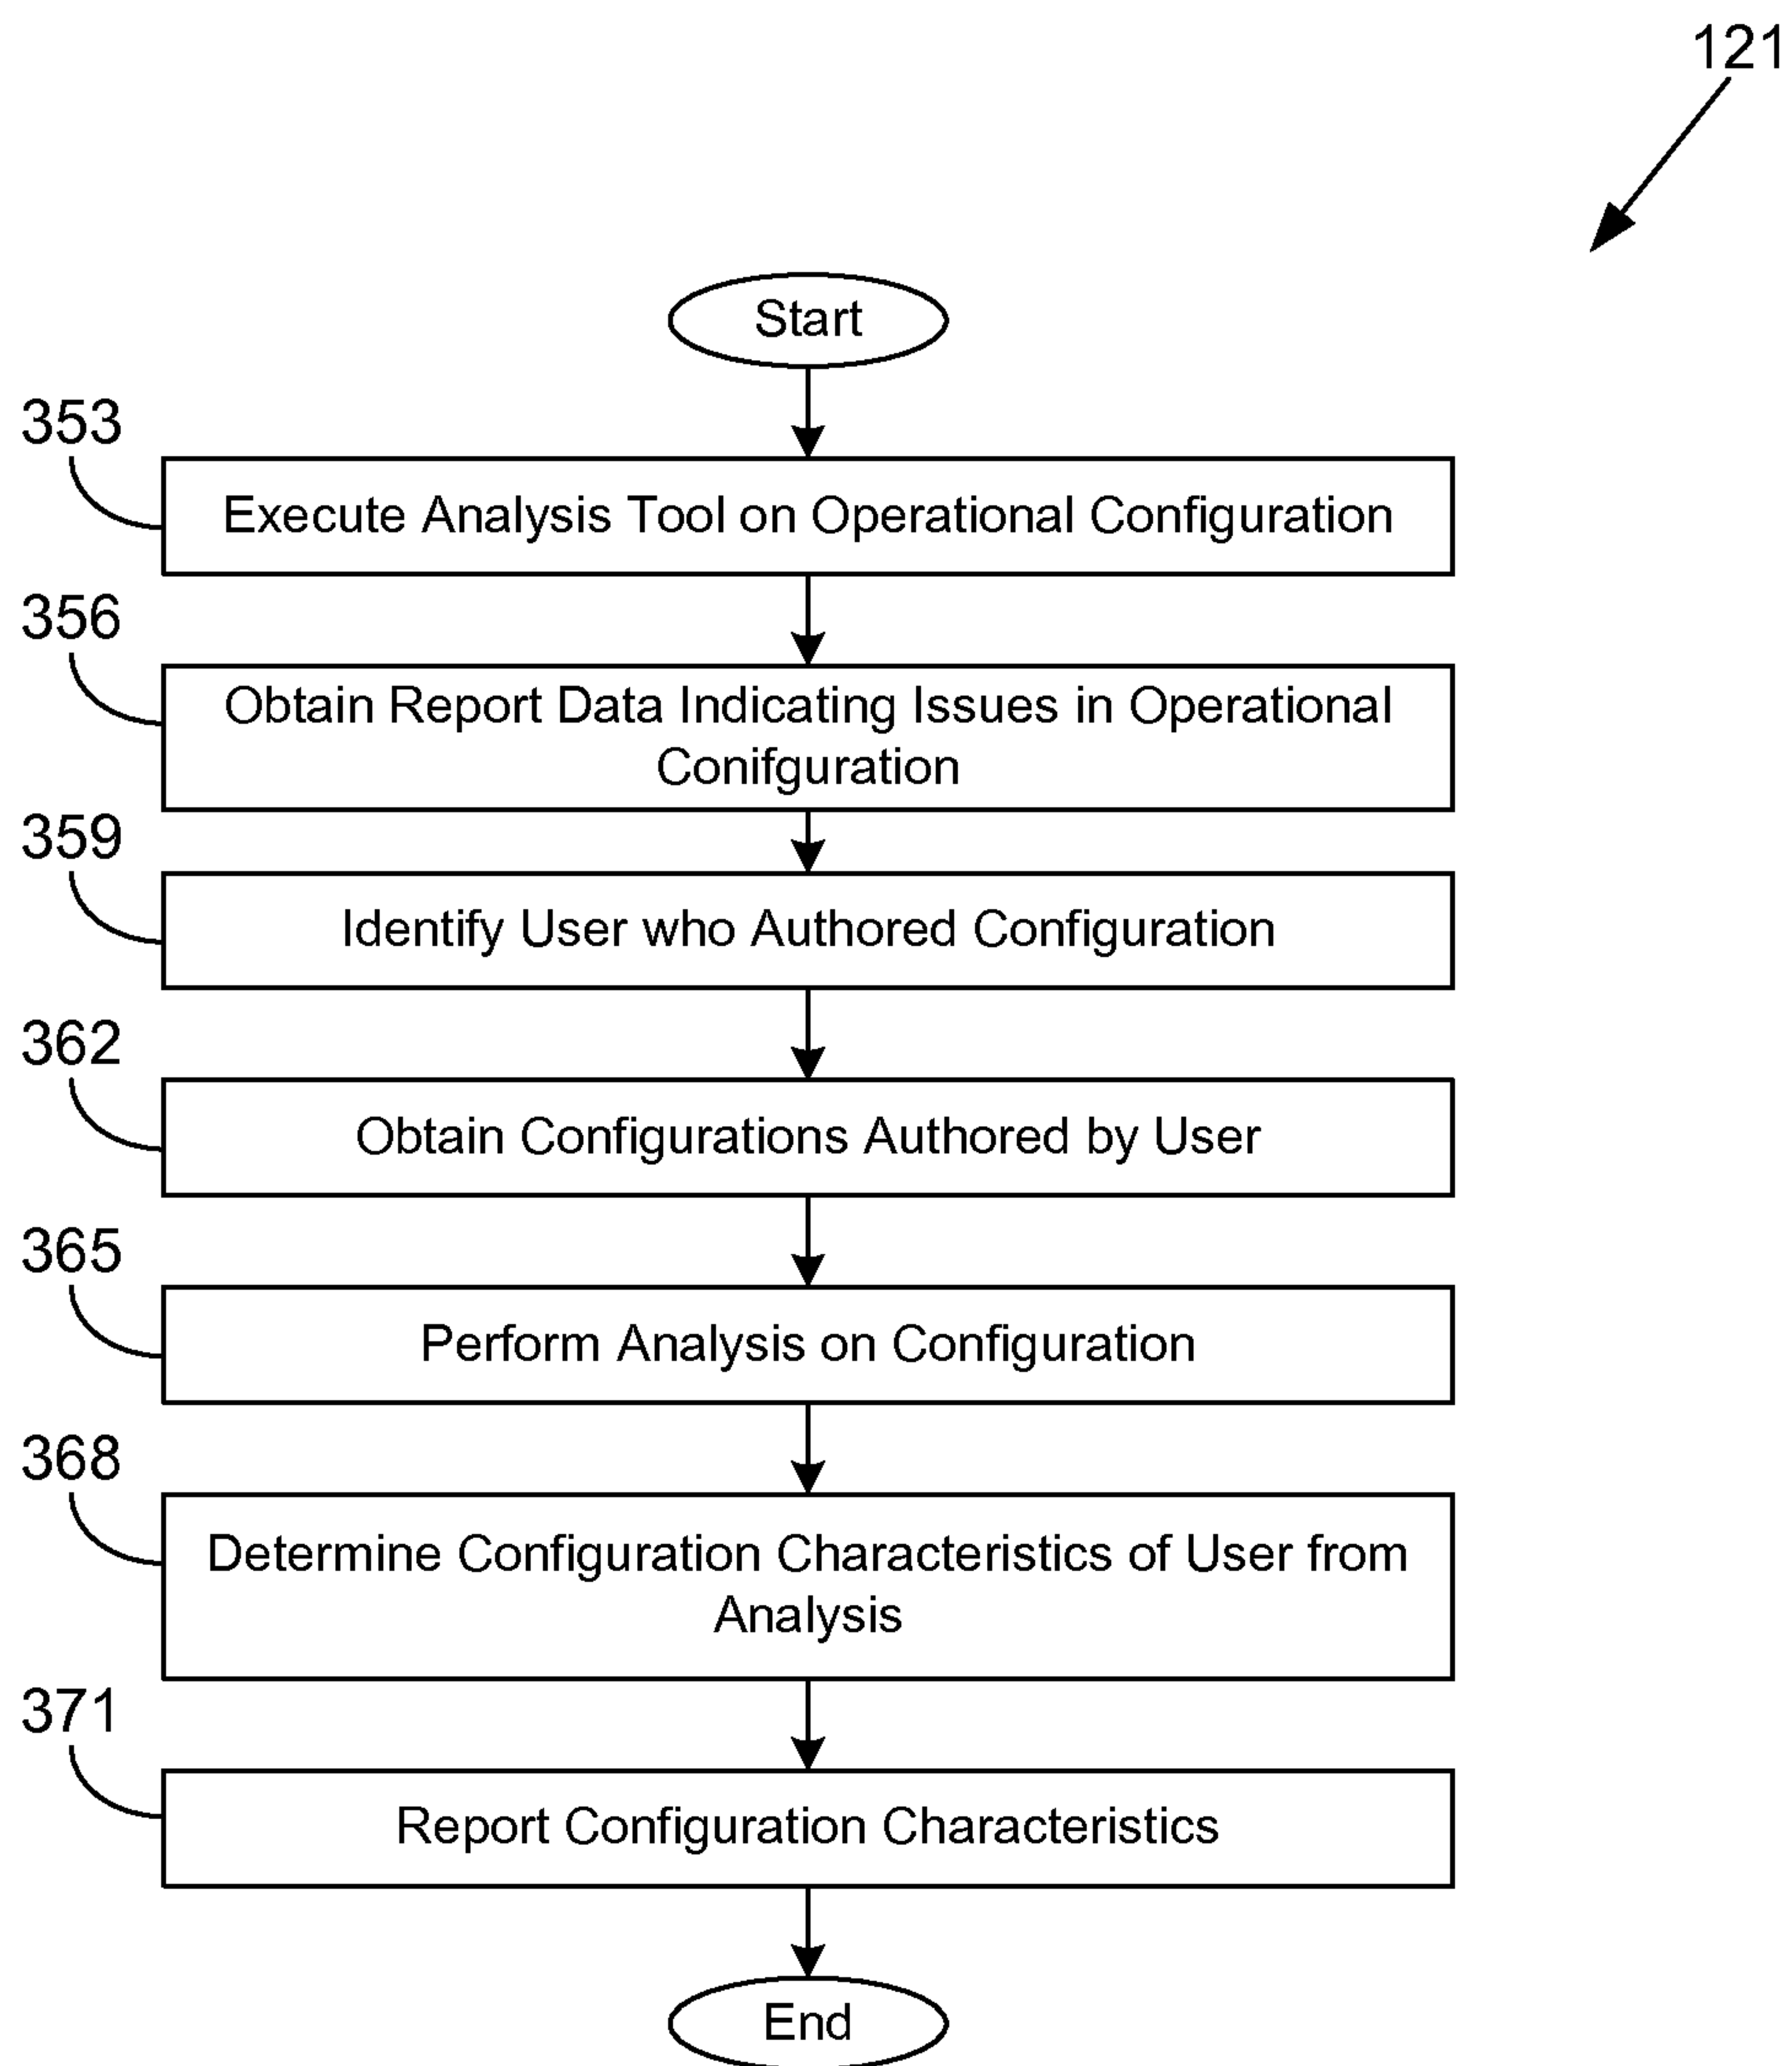 121
Start
353
Execute Analysis Tool on Operational Configuration
356
Obtain Report Data Indicating Issues in Operational
Conifguration
359
Identify User who Authored Configuration
362
Obtain Configurations Authored by User
365
Perform Analysis on Configuration
368
Determine Configuration Characteristics of User from
Analysis
371
Report Configuration Characteristics
End